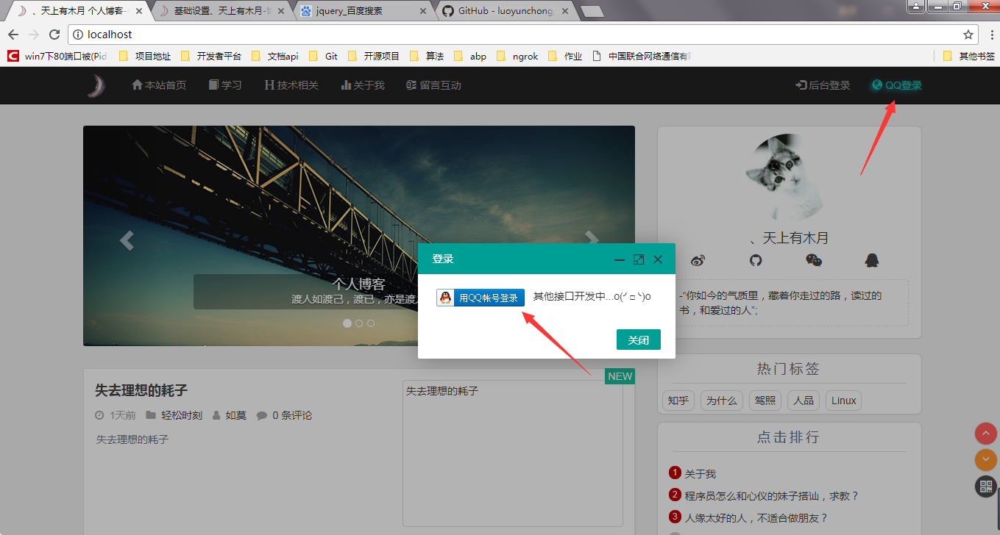 、天上有木月 个人博客-
基础设置、天上有木月-
jquery_百度搜索
GitHub - luoyunchong
localhost
win7下80端口被(Pid
项目地址
开发者平台
文档api
Git
开源项目
算法
abp
ngrok
作业
中国联合网络通信有
其他书签
本站首页
学习
技术相关
关于我
留言互动
后台登录
QQ登录
个人博客
渡人如渡己，渡已，亦是渡
、天上有木月
-“你如今的气质里，藏着你走过的路，读过的
书，和爱过的人”;
登录
用QQ帐号登录
其他接口开发中...o(╯□╰)o
关闭
NEW
失去理想的耗子
1天前 轻松时刻 如莫 0 条评论
失去理想的耗子
失去理想的耗子
热门标签
知乎
为什么
驾照
人品
Linux
点击排行
1 关于我
2 程序员怎么和心仪的妹子搭讪，求教？
3 人缘太好的人，不适合做朋友？